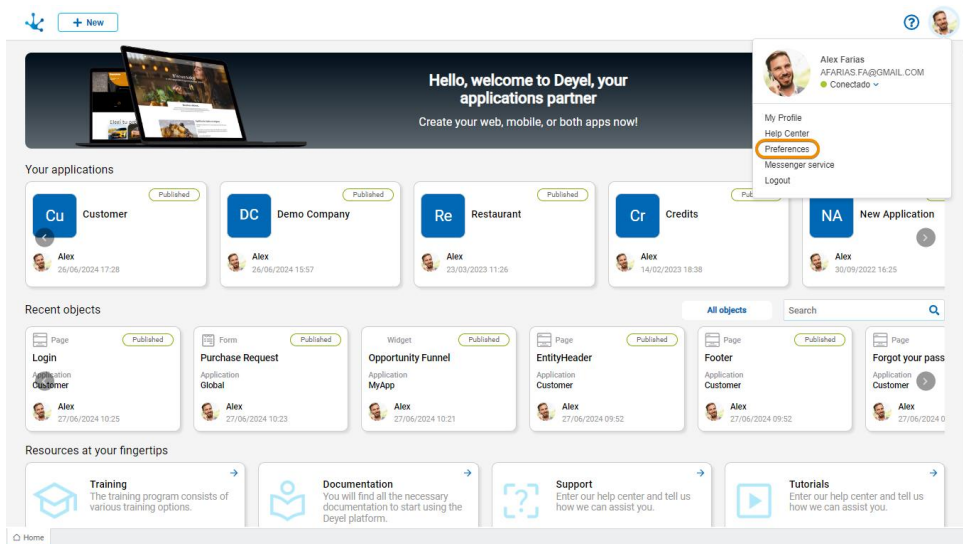 + New
Hello, welcome to Deyel, your
applications partner
Create your web, mobile, or both apps now!
Alex Farias
AFARIAS.FA@GMAIL.COM
Conectado
My Profile
Help Center
Preferences
Messenger service
Logout
Your applications
Published
Cu
Customer
Alex
26/06/2024 17:28
Published
DC
Demo Company
Alex
26/06/2024 15:57
Published
Re
Restaurant
Alex
23/03/2023 11:26
Cr
Credits
Alex
14/02/2023 18:38
NA
New Application
Alex
30/09/2022 16:25
Recent objects
All objects
Search
Page
Published
Login
Application
Customer
Alex
27/06/2024 10:25
Form
Published
Purchase Request
Application
Global
Alex
27/06/2024 10:23
Widget
Published
Opportunity Funnel
Application
MyApp
Alex
27/06/2024 10:21
Page
Published
EntityHeader
Application
Customer
Alex
27/06/2024 09:52
Page
Published
Footer
Application
Customer
Alex
27/06/2024 09:52
Page
Forgot your pass
Application
Customer
Alex
27/06/2024 0
Resources at your fingertips
Training
The training program consists of
various training options.
Documentation
You will find all the necessary
documentation to start using the
Deyel platform.
Support
Enter our help center and tell us
how we can assist you.
Tutorials
Enter our help center and tell us
how we can assist you.
Home